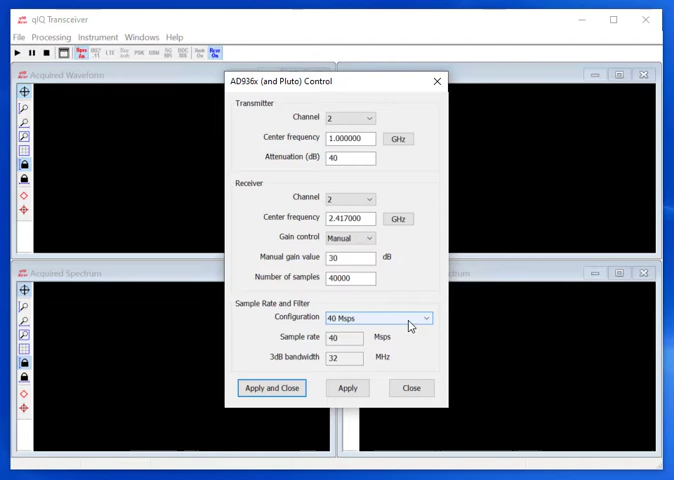 qIQ Transceiver
File Processing Instrument Windows Help
Acquired Waveform
AD936x (and Pluto) Control
Transmitter
Channel 2
Center frequency 1.000000 GHz
Attenuation (dB) 40
Receiver
Channel 2
Center frequency 2.417000 GHz
Gain control Manual
Manual gain value 30 dB
Number of samples 40000
Sample Rate and Filter
Configuration 40 Msps
Sample rate 40 Msps
3dB bandwidth 32 MHz
Apply and Close Apply Close
Acquired Spectrum